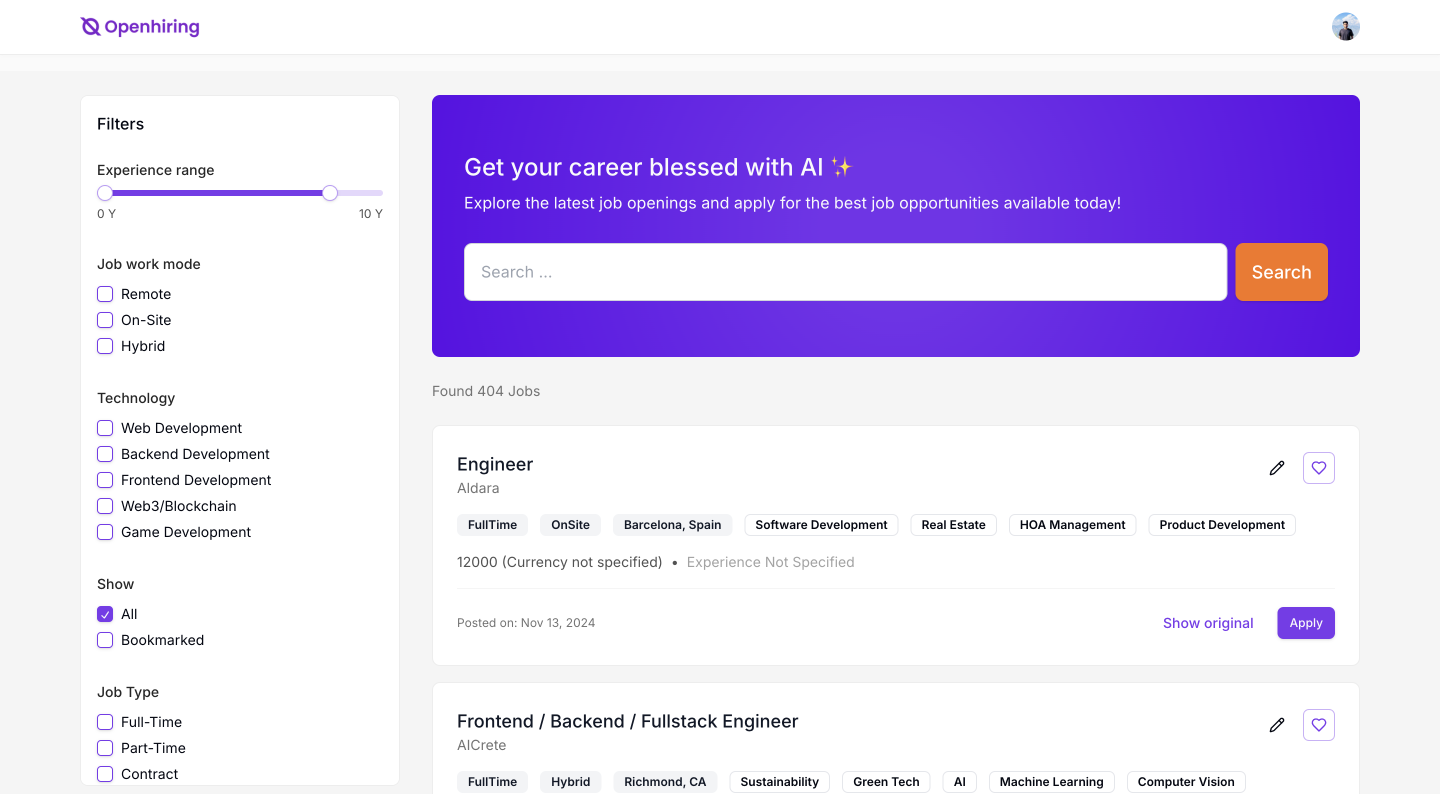 Openhiring
Filters
Experience range
0 Y 10 Y
Job work mode
Remote
On-Site
Hybrid
Technology
Web Development
Backend Development
Frontend Development
Web3/Blockchain
Game Development
Show
All
Bookmarked
Job Type
Full-Time
Part-Time
Contract
Get your career blessed with AI ✨
Explore the latest job openings and apply for the best job opportunities available today!
Search ... Search
Found 404 Jobs
Engineer
Aldara
FullTime OnSite Barcelona, Spain Software Development Real Estate HOA Management Product Development
12000 (Currency not specified) • Experience Not Specified
Posted on: Nov 13, 2024 Show original Apply
Frontend / Backend / Fullstack Engineer
AICrete
FullTime Hybrid Richmond, CA Sustainability Green Tech AI Machine Learning Computer Vision